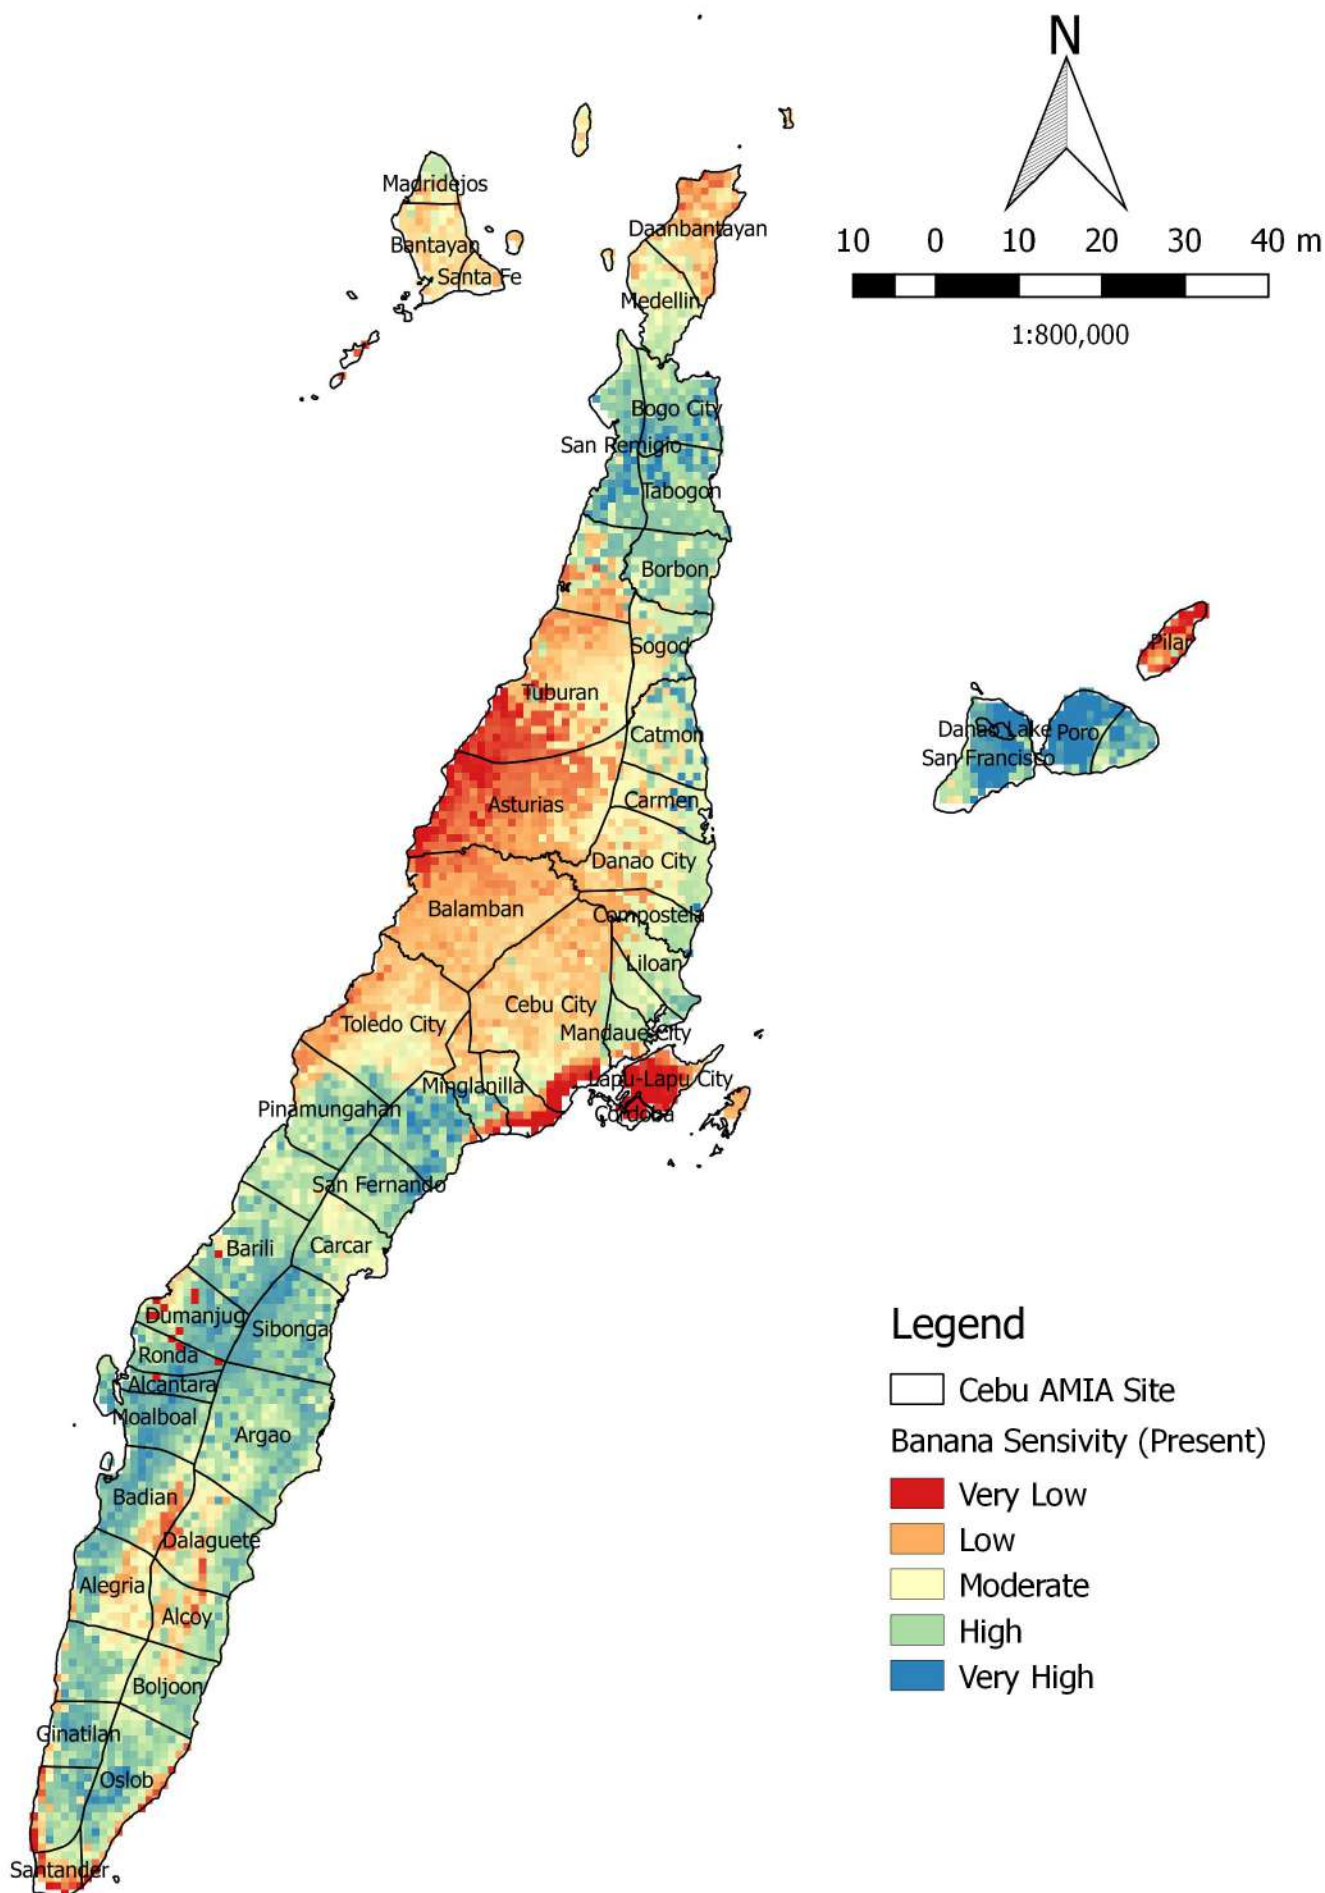 N
Madridejos
Daanbantayan
Bantayan
10 0 10 20 30 40 m
Santa Fe
Medellin
1:800,000
Bogo City
San Remigio
Tabogon
Borbon
Sogod
Pilar
Tuburan
Catmon
Danao Lake
Poro
San Francisco
Asturias
Carmen
Danao City
Balamban
Compostela
Liloan
Cebu City
Toledo City
Mandaue City
Lapu-Lapu City
Minglanilla
Pinamungahan
Cordoba
San Fernando
Barili
Carcar
Dumanjug
Sibonga
Ronda
Alcantara
Moalboal
Argao
Badian
Dalaguete
Alegria
Alcoy
Boljoon
Ginatilan
Oslob
Santander
Legend
Cebu AMIA Site
Banana Sensivity (Present)
Very Low
Low
Moderate
High
Very High